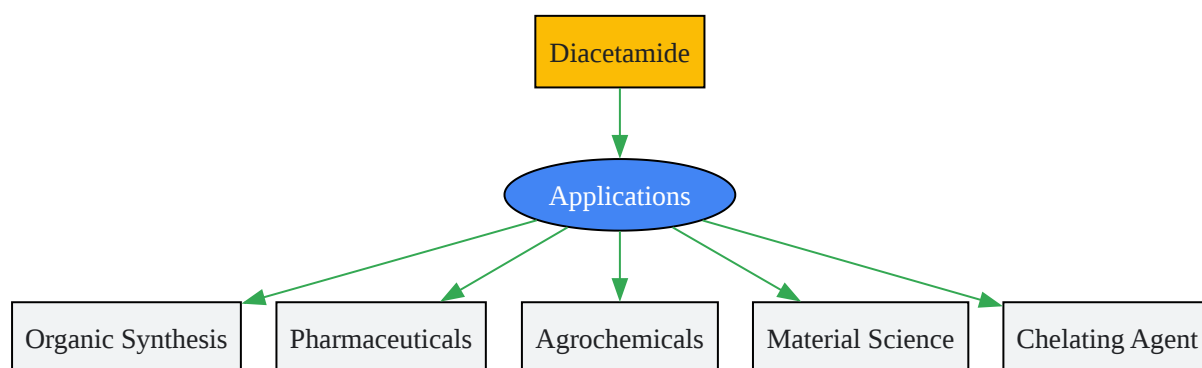 Diacetamide
Applications
Organic Synthesis
Pharmaceuticals
Agrochemicals
Material Science
Chelating Agent